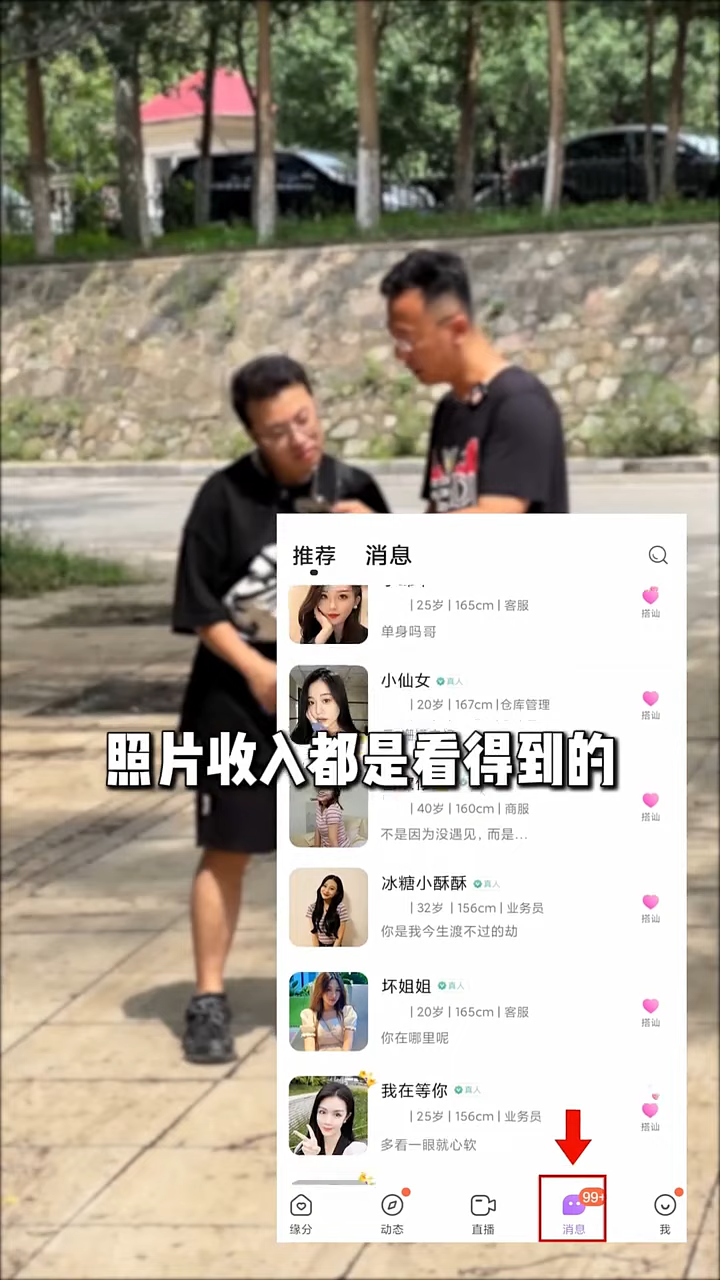 推荐
消息
| 25岁 | 165cm | 客服
单身吗哥
搭讪
小仙女
真人
| 20岁 | 167cm | 仓库管理
搭讪
照片收入都是看得到的
| 40岁 | 160cm | 商服
不是因为没遇见，而是...
搭讪
冰糖小酥酥
真人
| 32岁 | 156cm | 业务员
你是我今生渡不过的劫
搭讪
坏姐姐
真人
| 20岁 | 165cm | 客服
你在哪里呢
搭讪
我在等你
真人
| 25岁 | 156cm | 业务员
多看一眼就心软
搭讪
99+
缘分
动态
直播
消息
我